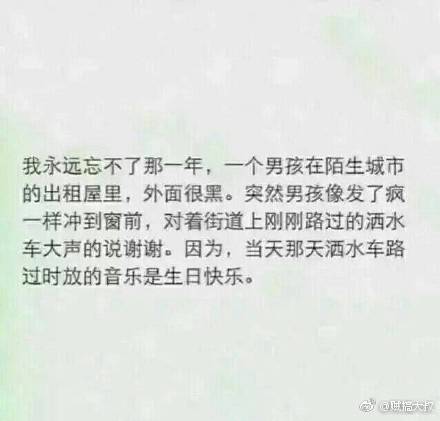 我永远忘不了那一年，一个男孩在陌生城市
的出租屋里，外面很黑。突然男孩像发了疯
一样冲到窗前，对着街道上刚刚路过的洒水
车大声的说谢谢。因为，当天那天洒水车路
过时放的音乐是生日快乐。
@贼搞大叔